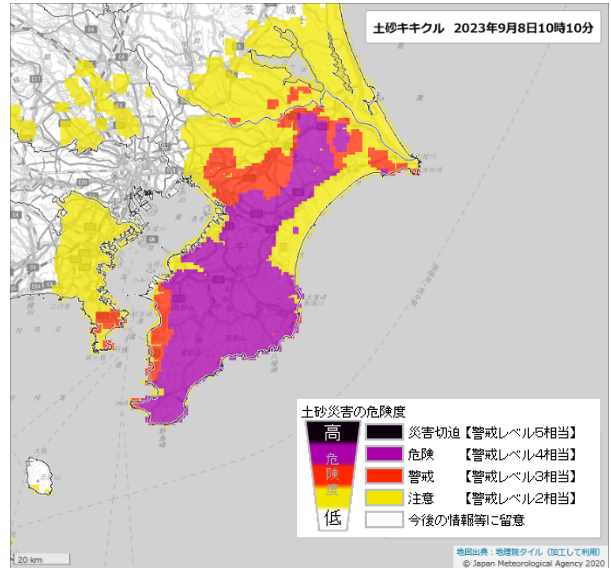 土砂キキクル 2023年9月8日10時10分
茨 城
千
土砂災害の危険度
高
危
険
度
低
災害切迫【警戒レベル5相当】
危険 【警戒レベル4相当】
警戒 【警戒レベル3相当】
注意 【警戒レベル2相当】
今後の情報等に留意
20 km
地図出典：地理院タイル（加工して利用）
© Japan Meteorological Agency 2020